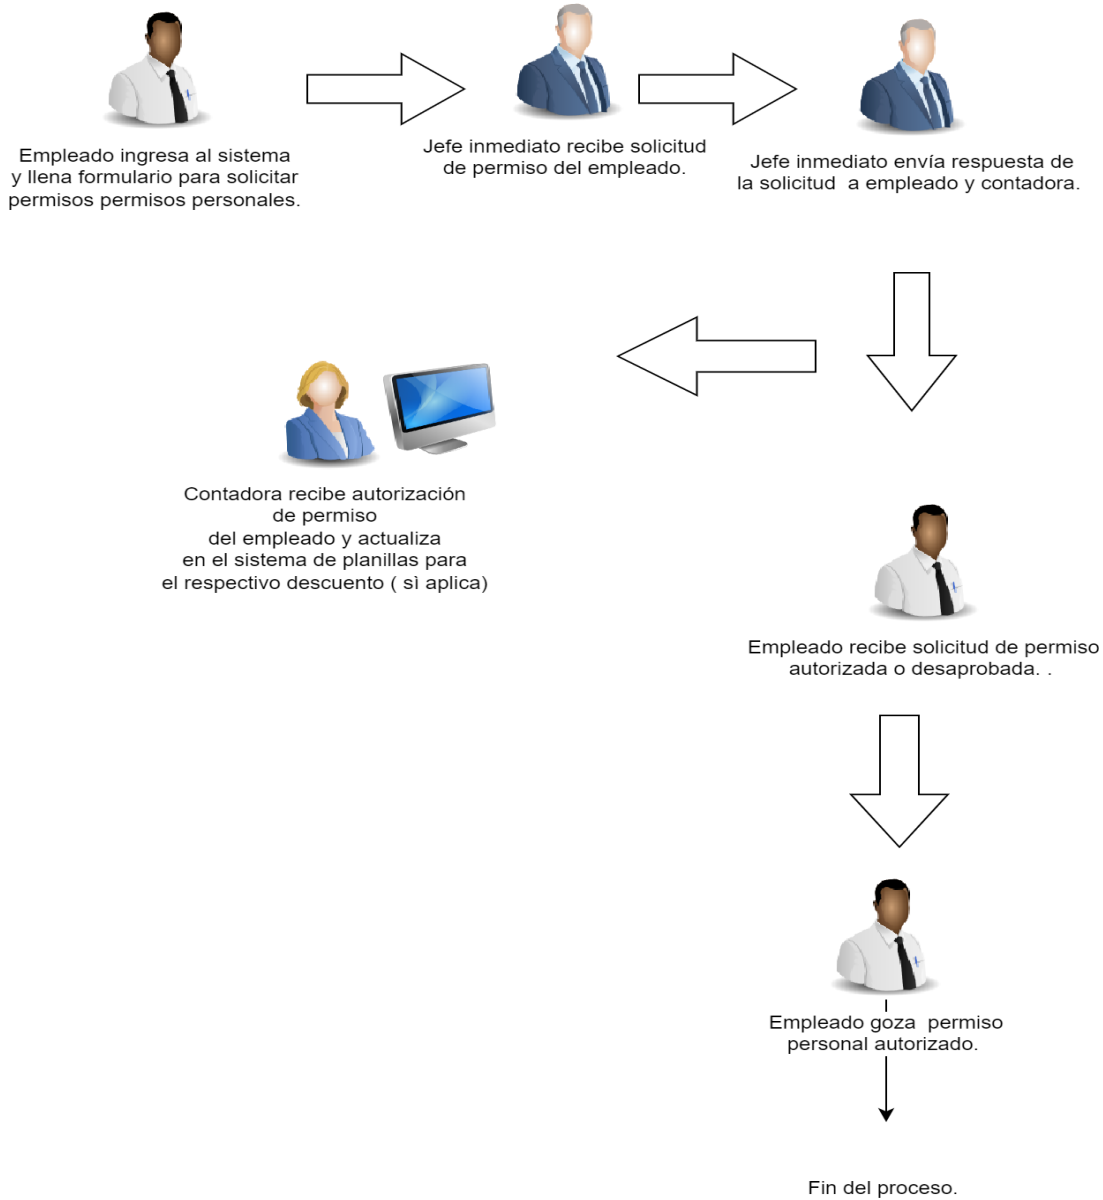 Empleado ingresa al sistema
y llena formulario para solicitar
permisos permisos personales.
Jefe inmediato recibe solicitud
de permiso del empleado.
Jefe inmediato envía respuesta de
la solicitud a empleado y contadora.
Contadora recibe autorización
de permiso
del empleado y actualiza
en el sistema de planillas para
el respectivo descuento ( sì aplica)
Empleado recibe solicitud de permiso
autorizada o desaprobada. .
Empleado goza permiso
personal autorizado.
Fin del proceso.